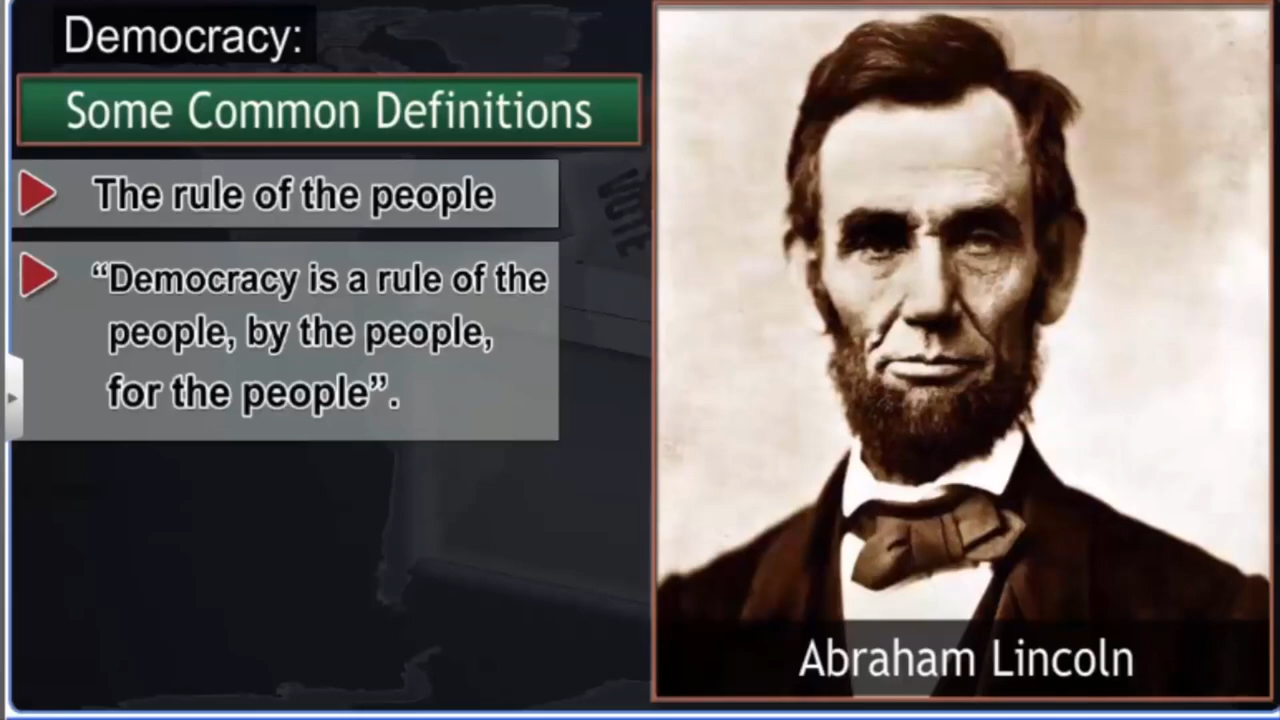 Democracy:
Some Common Definitions
The rule of the people
VOTE
“Democracy is a rule of the
people, by the people,
for the people”.
Abraham Lincoln